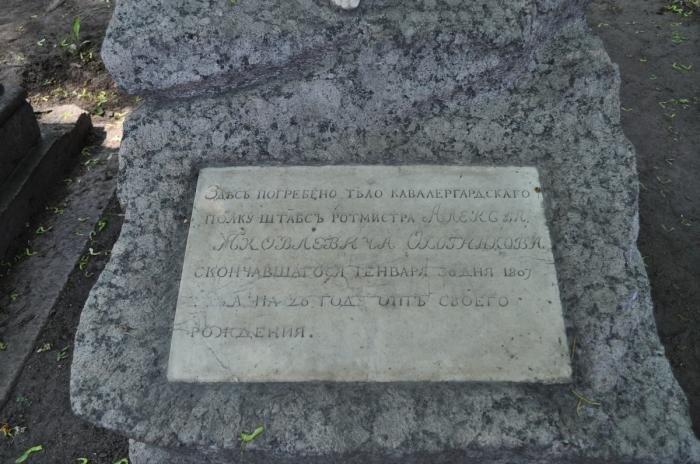 Здѣсь погребено тѣло кавалергардскаго
полку штабсъ ротмистра Алексѣя
Яковлевича Охотникова
скончавшагося генваря 30 дня 1807
года на 26 году отъ своего
рождения.